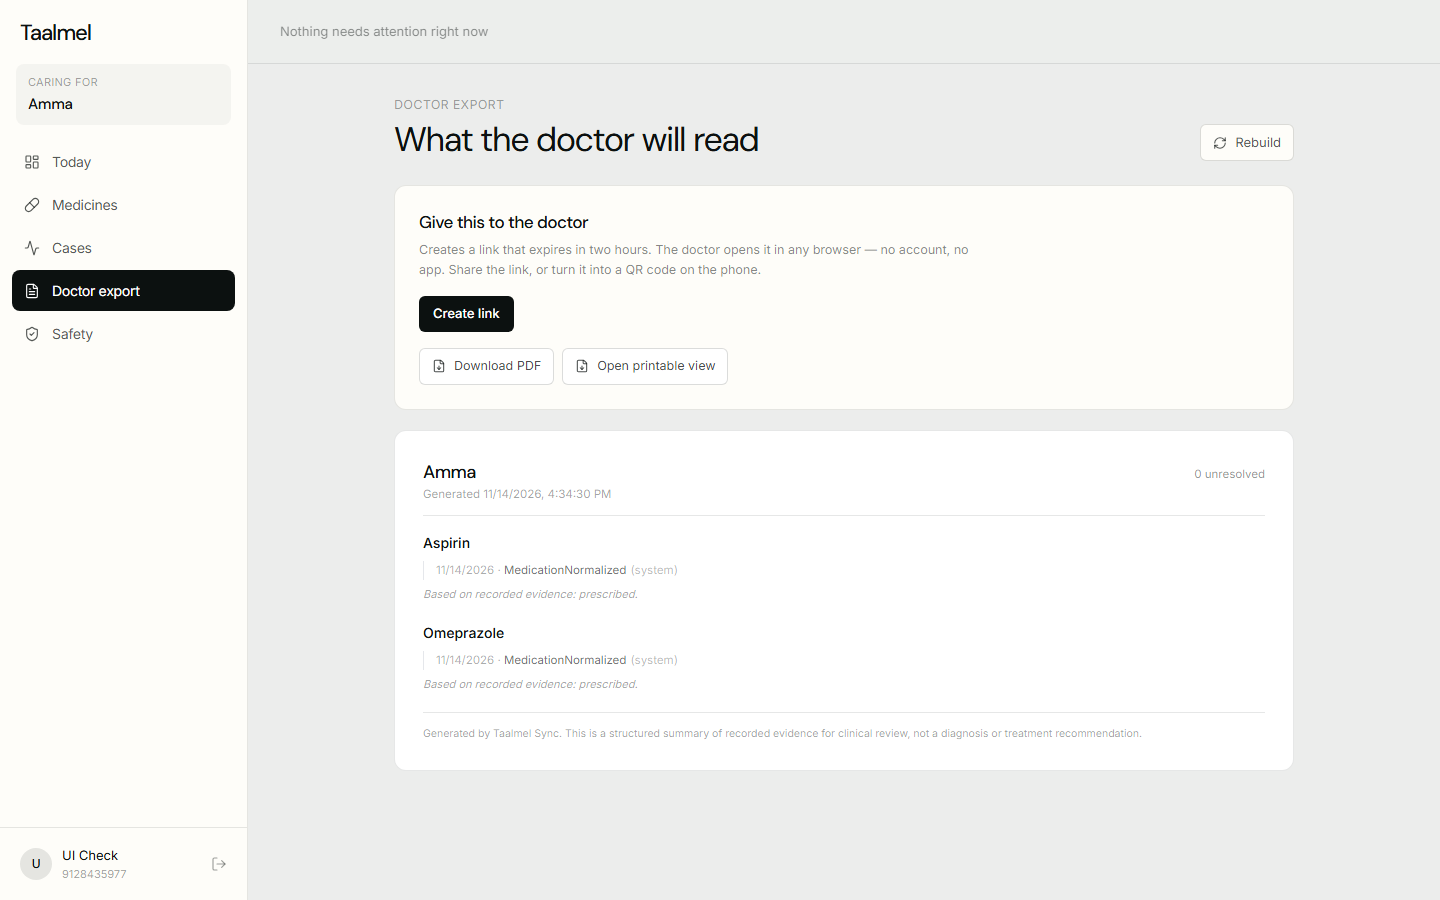 Taalmel
CARING FOR
Amma
Today
Medicines
Cases
Doctor export
Safety
UI Check
U
9128435977
Nothing needs attention right now
DOCTOR EXPORT
What the doctor will read
Rebuild
Give this to the doctor
Creates a link that expires in two hours. The doctor opens it in any browser — no account, no
app. Share the link, or turn it into a QR code on the phone.
Create link
Download PDF
Open printable view
Amma
0 unresolved
Generated 11/14/2026, 4:34:30 PM
Aspirin
11/14/2026 · MedicationNormalized (system)
Based on recorded evidence: prescribed.
Omeprazole
11/14/2026 · MedicationNormalized (system)
Based on recorded evidence: prescribed.
Generated by Taalmel Sync. This is a structured summary of recorded evidence for clinical review, not a diagnosis or treatment recommendation.